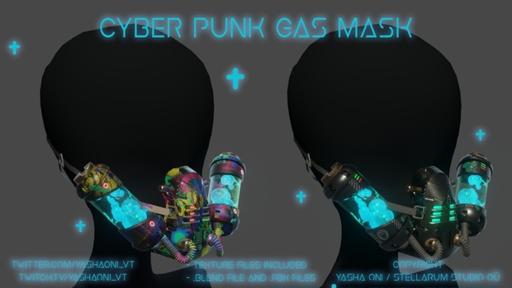 CYBER PUNK GAS MASK
TWITTER.COM/YASHAONI_VT
TWITCH.TV/YASHAONI_VT
- TEXTURE FILES INCLUDED
- .BLEND FILE AND .FBX FILES
COPYRIGHT
YASHA ONI / STELLARUM STUDIO OÜ